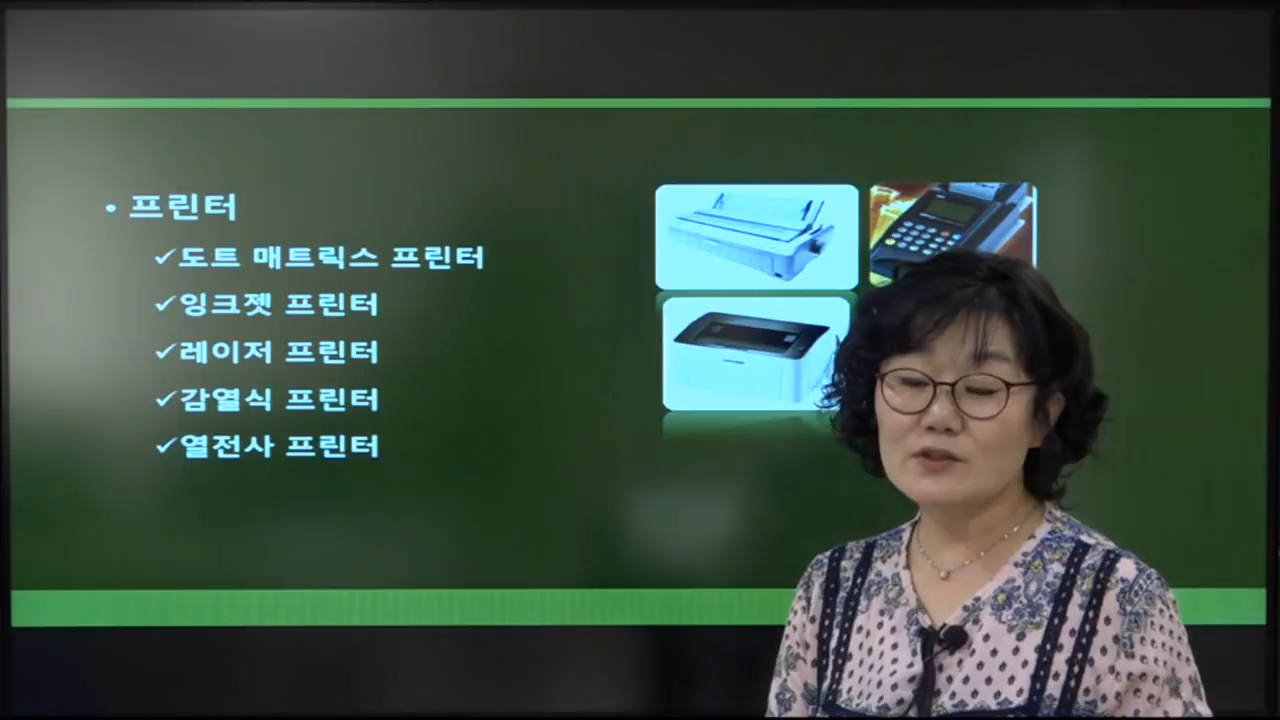 • 프린터
✓도트 매트릭스 프린터
✓잉크젯 프린터
✓레이저 프린터
✓감열식 프린터
✓열전사 프린터